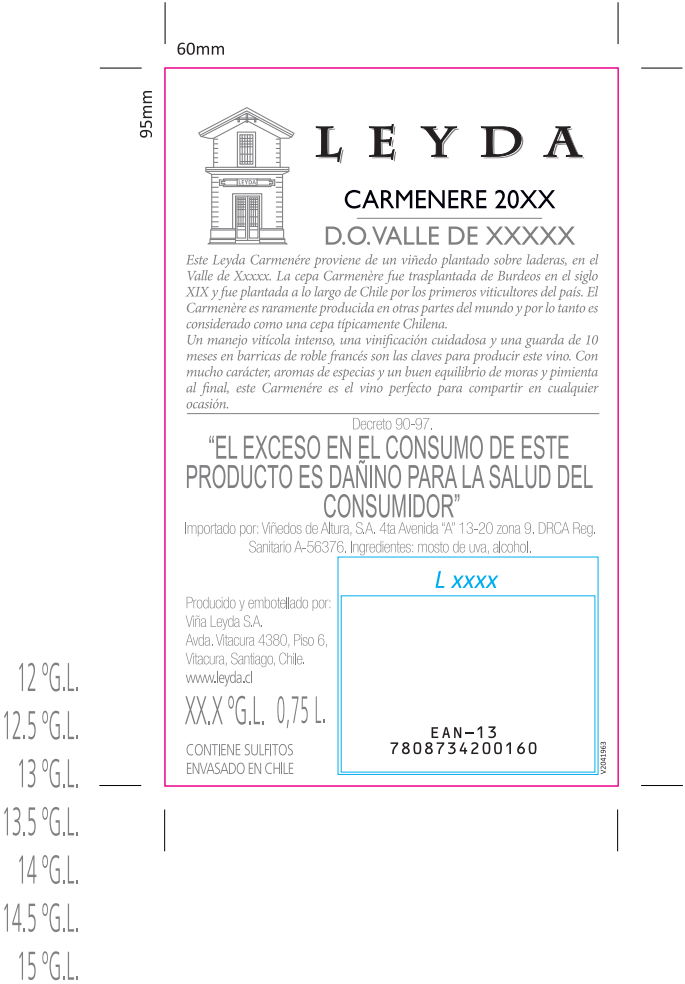 60mm
95mm
LEYDA
LEYDA
CARMENERE 20XX
D.O.VALLE DE XXXXX
Este Leyda Carmenére proviene de un viñedo plantado sobre laderas, en el
Valle de Xxxxx. La cepa Carmenère fue trasplantada de Burdeos en el siglo
XIX y fue plantada a lo largo de Chile por los primeros viticultores del país. El
Carmenère es raramente producida en otras partes del mundo y por lo tanto es
considerado como una cepa típicamente Chilena.
Un manejo vitícola intenso, una vinificación cuidadosa y una guarda de 10
meses en barricas de roble francés son las claves para producir este vino. Con
mucho carácter, aromas de especias y un buen equilibrio de moras y pimienta
al final, este Carmenére es el vino perfecto para compartir en cualquier
ocasión.
Decreto 90-97.
“EL EXCESO EN EL CONSUMO DE ESTE
PRODUCTO ES DAÑINO PARA LA SALUD DEL
CONSUMIDOR”
Importado por: Viñedos de Altura, S.A. 4ta Avenida “A” 13-20 zona 9. DRCA Reg.
Sanitario A-56376. Ingredientes: mosto de uva, alcohol.
L xxxx
Producido y embotellado por:
Viña Leyda S.A.
Avda. Vitacura 4380, Piso 6,
Vitacura, Santiago, Chile.
www.leyda.cl
XX.X ºG.L. 0,75 L.
CONTIENE SULFITOS
ENVASADO EN CHILE
EAN-13
7808734200160
V2041963
12 ºG.L.
12.5 ºG.L.
13 ºG.L.
13.5 ºG.L.
14 ºG.L.
14.5 ºG.L.
15 ºG.L.